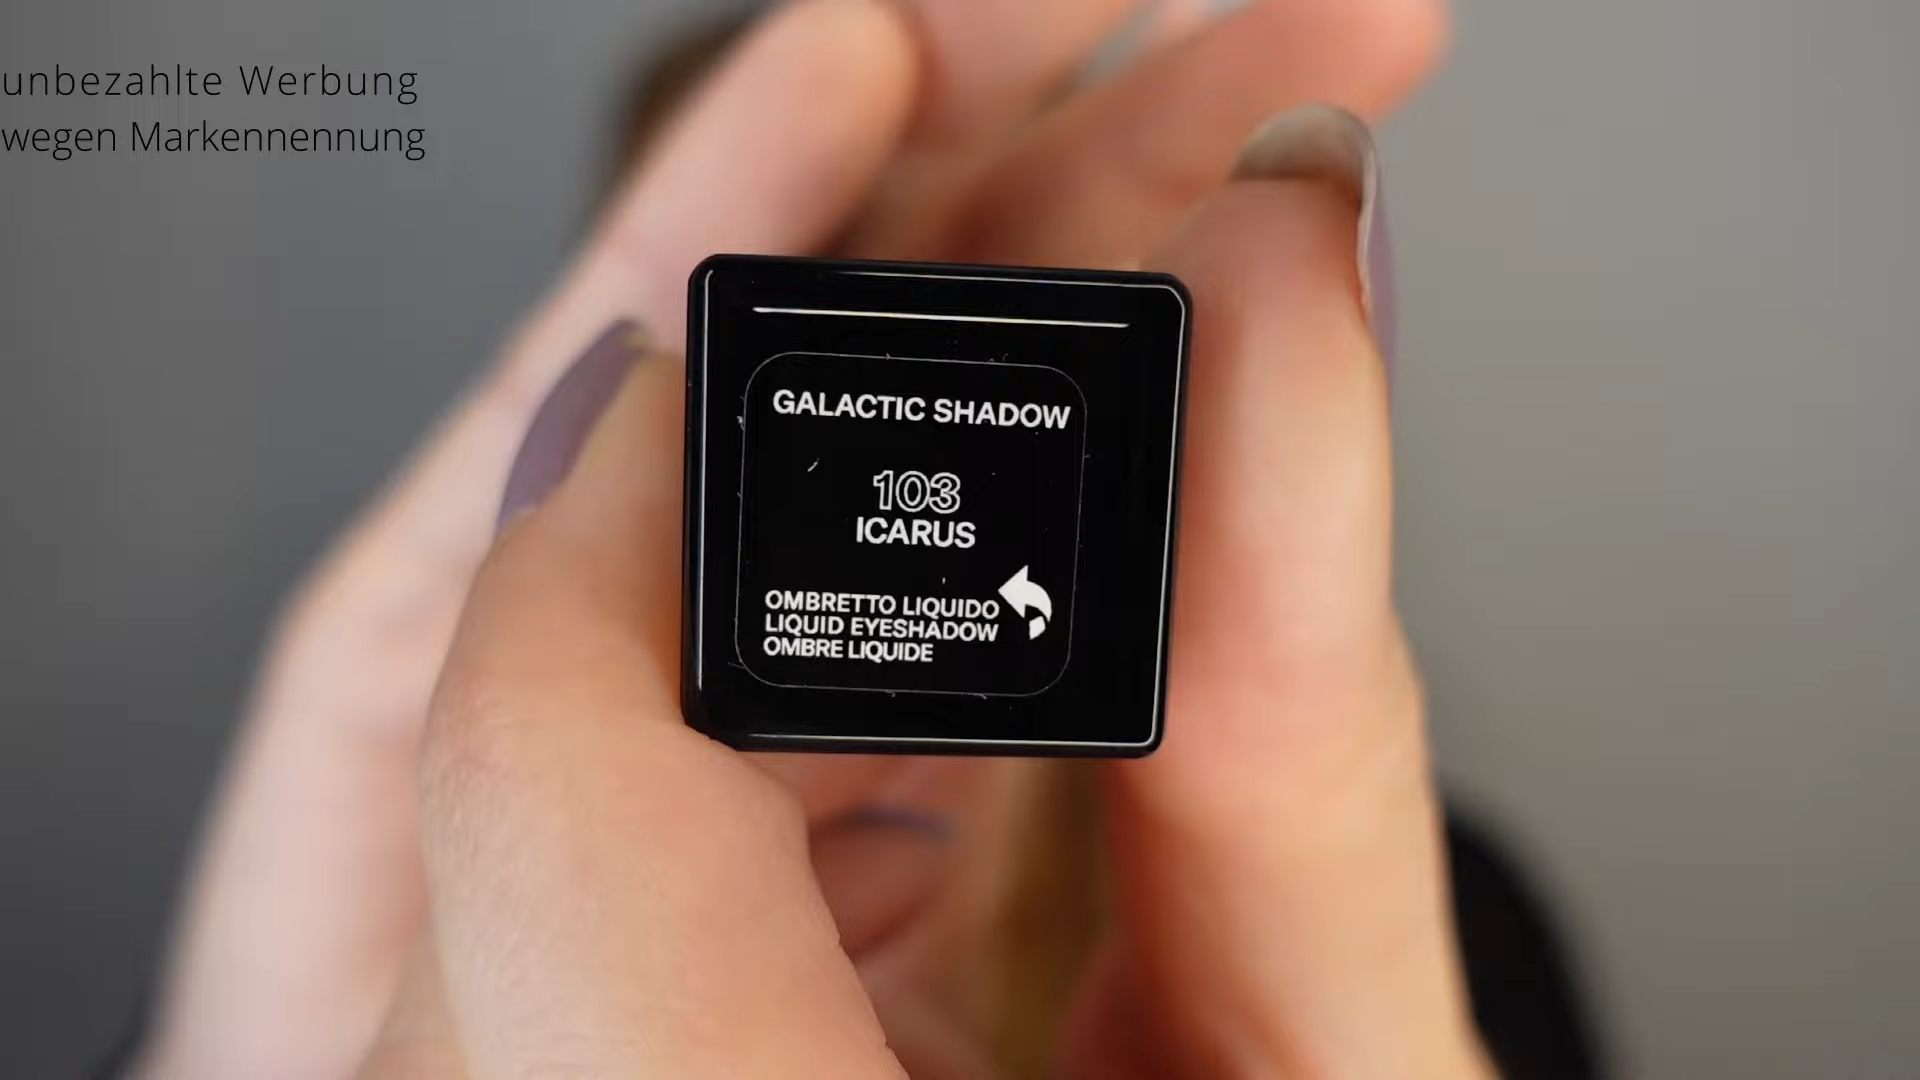 unbezahlte Werbung
wegen Markennennung
GALACTIC SHADOW
103
ICARUS
OMBRETTO LIQUIDO
LIQUID EYESHADOW
OMBRE LIQUIDE